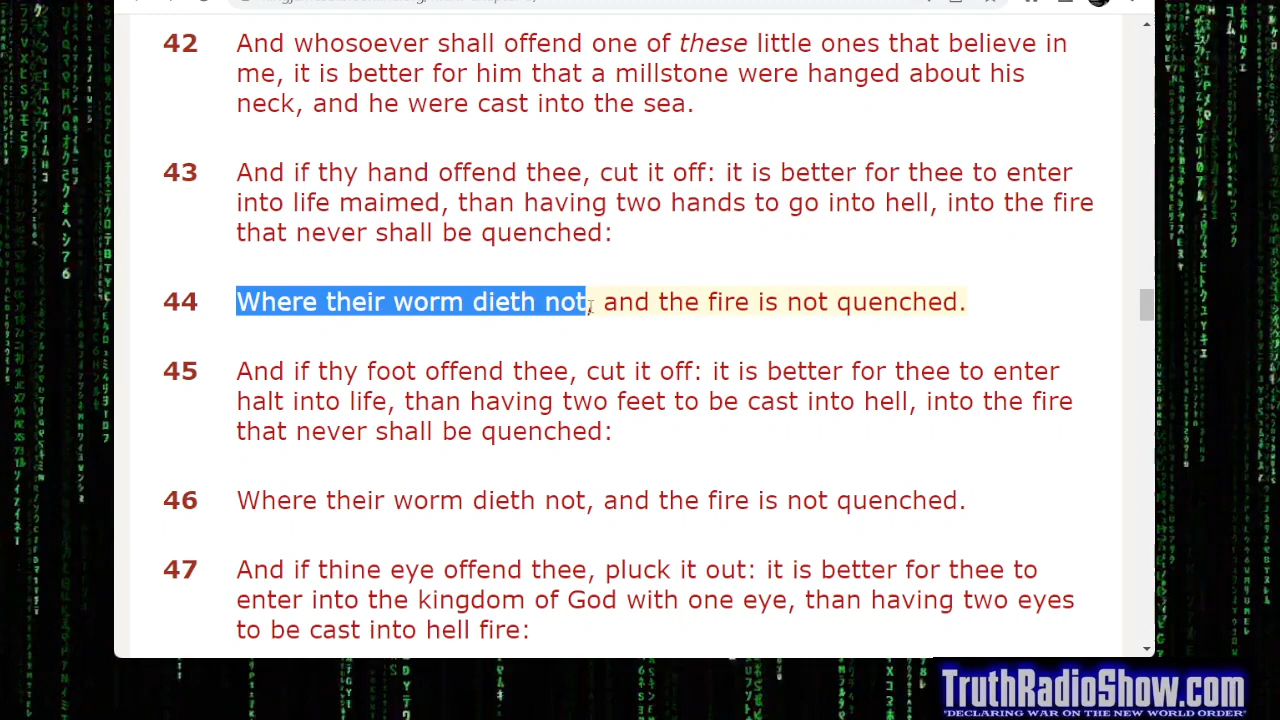 42 And whosoever shall offend one of these little ones that believe in
me, it is better for him that a millstone were hanged about his
neck, and he were cast into the sea.
43 And if thy hand offend thee, cut it off: it is better for thee to enter
into life maimed, than having two hands to go into hell, into the fire
that never shall be quenched:
44 Where their worm dieth not, and the fire is not quenched.
45 And if thy foot offend thee, cut it off: it is better for thee to enter
halt into life, than having two feet to be cast into hell, into the fire
that never shall be quenched:
46 Where their worm dieth not, and the fire is not quenched.
47 And if thine eye offend thee, pluck it out: it is better for thee to
enter into the kingdom of God with one eye, than having two eyes
to be cast into hell fire:
TruthRadioShow.com
"DECLARING WAR ON THE NEW WORLD ORDER"